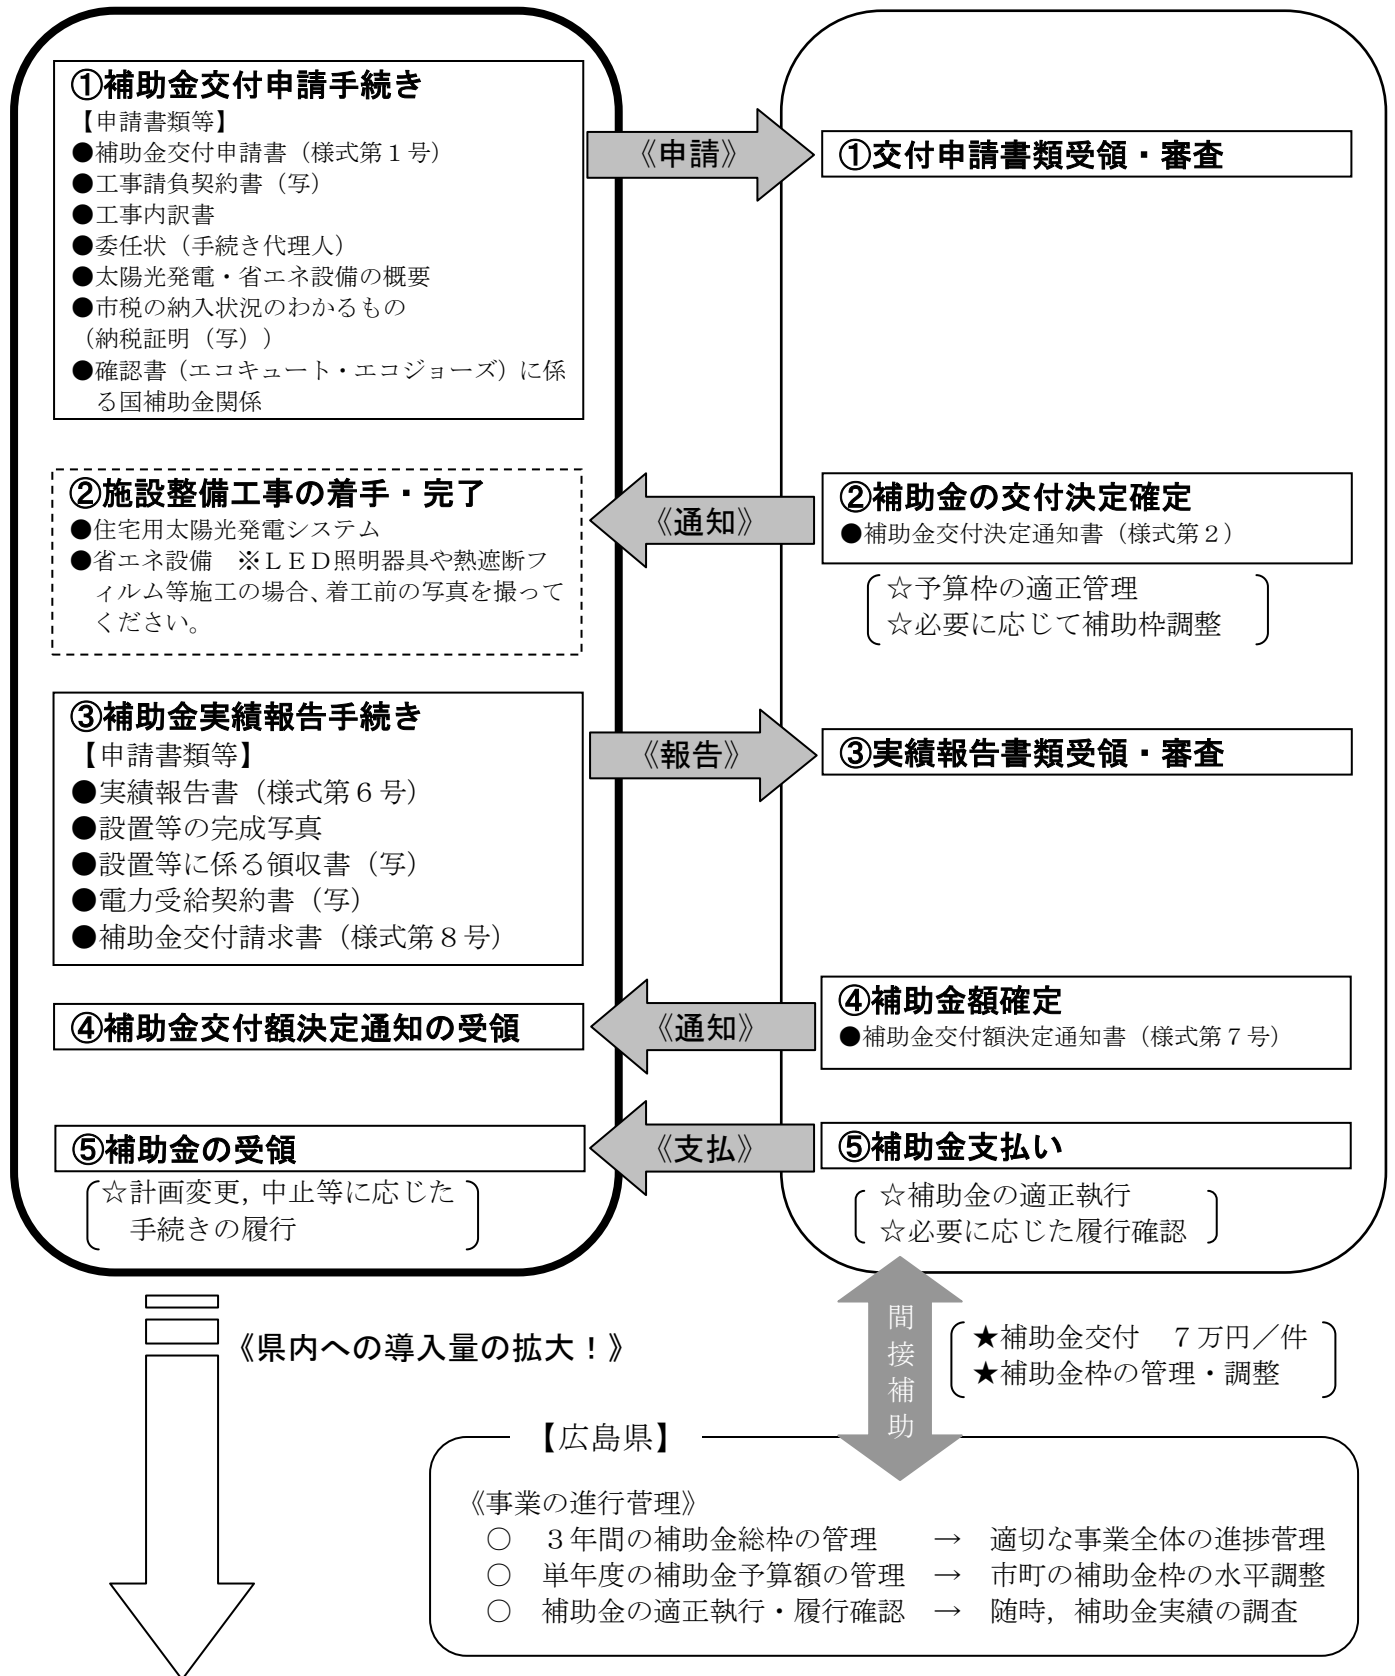 ①補助金交付申請手続き
【申請書類等】
●補助金交付申請書（様式第１号）
●工事請負契約書（写）
●工事内訳書
●委任状（手続き代理人）
●太陽光発電・省エネ設備の概要
●市税の納入状況のわかるもの
（納税証明（写））
●確認書（エコキュート・エコジョーズ）に係
る国補助金関係
《申請》
①交付申請書類受領・審査
②施設整備工事の着手・完了
●住宅用太陽光発電システム
●省エネ設備　※ＬＥＤ照明器具や熱遮断フ
ィルム等施工の場合、着工前の写真を撮って
ください。
《通知》
②補助金の交付決定確定
●補助金交付決定通知書（様式第２）
☆予算枠の適正管理
☆必要に応じて補助枠調整
③補助金実績報告手続き
【申請書類等】
●実績報告書（様式第６号）
●設置等の完成写真
●設置等に係る領収書（写）
●電力受給契約書（写）
●補助金交付請求書（様式第８号）
《報告》
③実績報告書類受領・審査
④補助金交付額決定通知の受領
《通知》
④補助金額確定
●補助金交付額決定通知書（様式第７号）
⑤補助金の受領
☆計画変更，中止等に応じた
手続きの履行
《支払》
⑤補助金支払い
☆補助金の適正執行
☆必要に応じた履行確認
《県内への導入量の拡大！》
間接補助
★補助金交付　７万円／件
★補助金枠の管理・調整
【広島県】
《事業の進行管理》
○　３年間の補助金総枠の管理　→　適切な事業全体の進捗管理
○　単年度の補助金予算額の管理　→　市町の補助金枠の水平調整
○　補助金の適正執行・履行確認　→　随時，補助金実績の調査